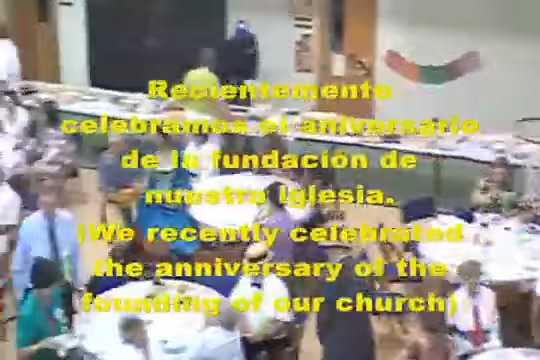 Recientemente
celebramos el aniversario
de la fundación de
nuestra Iglesia.
(We recently celebrated
the anniversary of the
founding of our church)